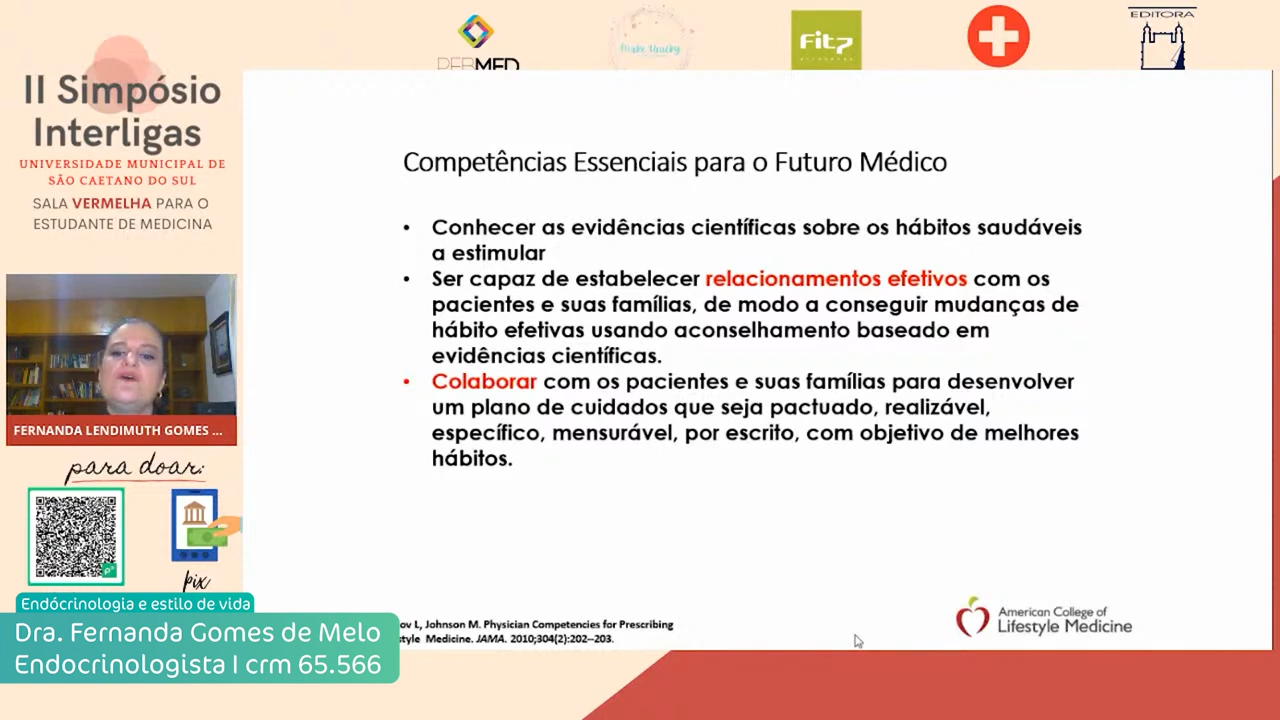 EDITORA
PEBMED
Fit7
II Simpósio
Interligas
UNIVERSIDADE MUNICIPAL DE
SÃO CAETANO DO SUL
SALA VERMELHA PARA O
ESTUDANTE DE MEDICINA
Competências Essenciais para o Futuro Médico
• Conhecer as evidências científicas sobre os hábitos saudáveis
a estimular
• Ser capaz de estabelecer relacionamentos efetivos com os
pacientes e suas famílias, de modo a conseguir mudanças de
hábito efetivas usando aconselhamento baseado em
evidências científicas.
• Colaborar com os pacientes e suas famílias para desenvolver
um plano de cuidados que seja pactuado, realizável,
específico, mensurável, por escrito, com objetivo de melhores
hábitos.
FERNANDA LENDIMUTH GOMES ...
para doar:
pix
Endócrinologia e estilo de vida
Dra. Fernanda Gomes de Melo
Endocrinologista I crm 65.566
ov L, Johnson M. Physician Competencies for Prescribing
tyle Medicine. JAMA. 2010;304(2):202--203.
American College of
Lifestyle Medicine